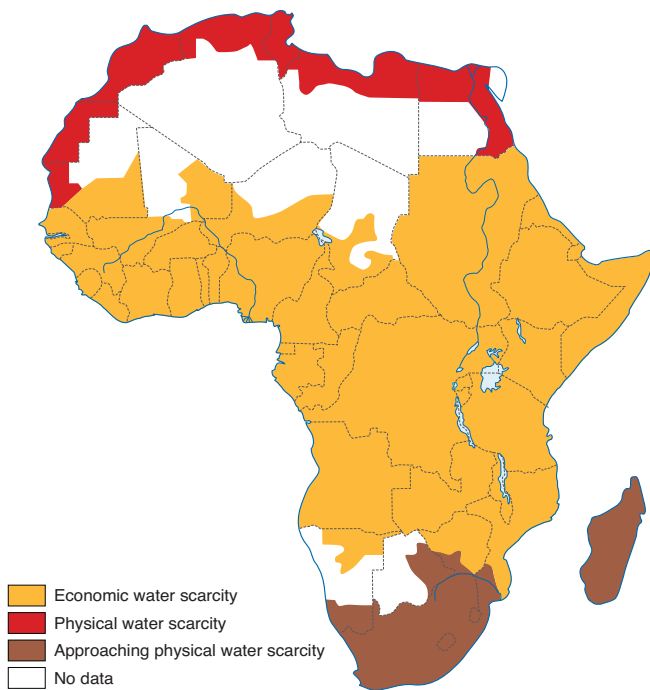 Economic water scarcity
Physical water scarcity
Approaching physical water scarcity
No data